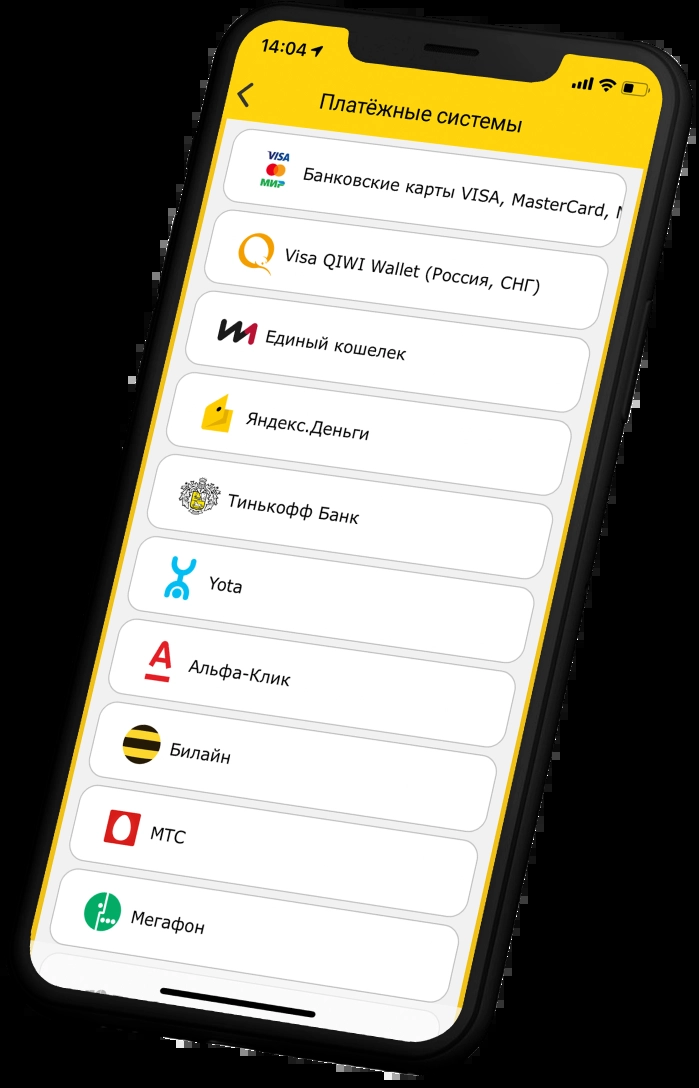 14:04
Платёжные системы
VISA
МИР
Банковские карты VISA, MasterCard,
Visa QIWI Wallet (Россия, СНГ)
Единый кошелек
Яндекс.Деньги
Тинькофф Банк
Yota
Альфа-Клик
Билайн
МТС
Мегафон